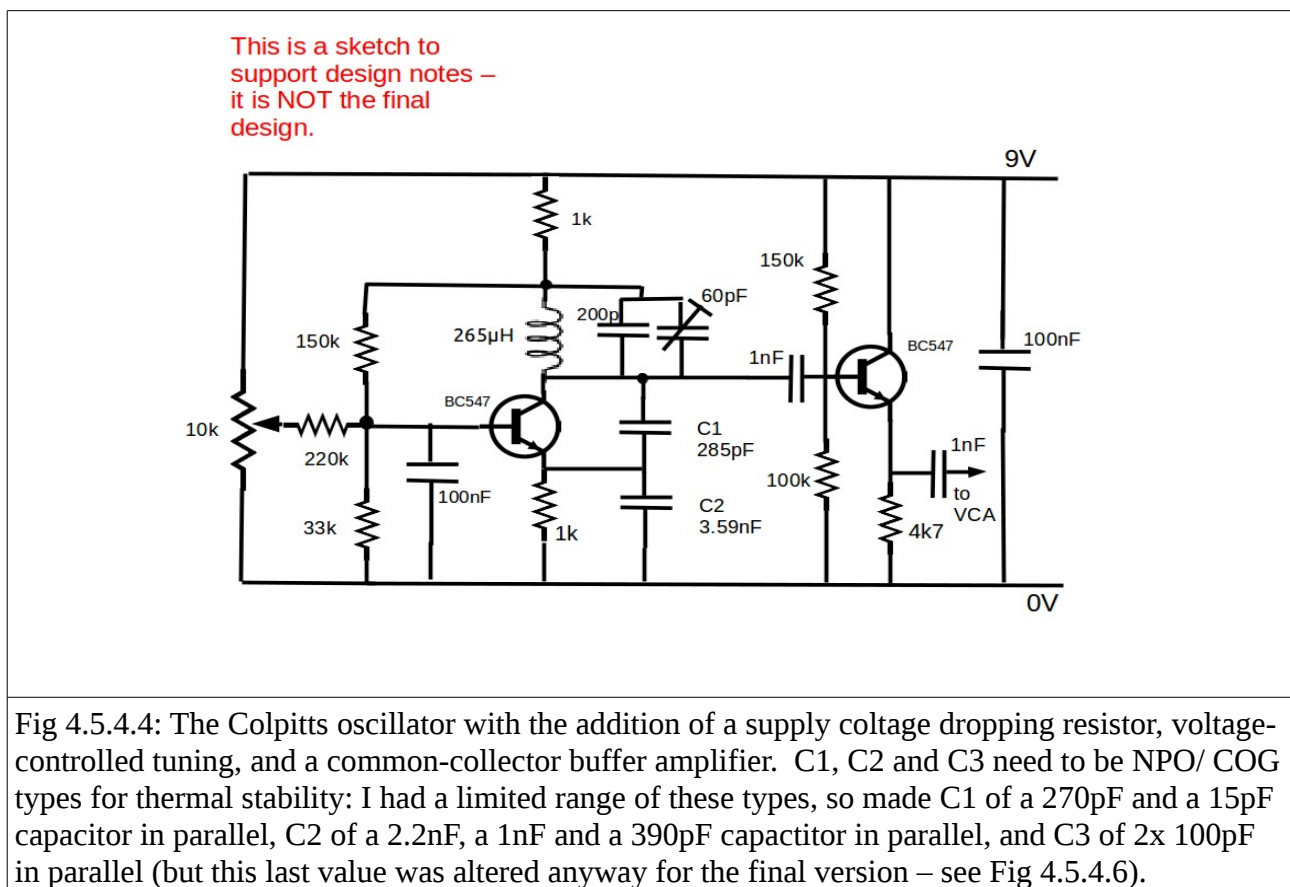 This is a sketch to
support design notes –
it is NOT the final
design.
9V
1k
150k
60pF
200p
150k
265µH
1nF
BC547
100nF
BC547
10k
220k
C1
285pF
1nF
100nF
100k
to
VCA
33k
C2
3.59nF
1k
4k7
0V
Fig 4.5.4.4: The Colpitts oscillator with the addition of a supply coltage dropping resistor, voltage-
controlled tuning, and a common-collector buffer amplifier. C1, C2 and C3 need to be NPO/ COG
types for thermal stability: I had a limited range of these types, so made C1 of a 270pF and a 15pF
capacitor in parallel, C2 of a 2.2nF, a 1nF and a 390pF capactitor in parallel, and C3 of 2x 100pF
in parallel (but this last value was altered anyway for the final version – see Fig 4.5.4.6).